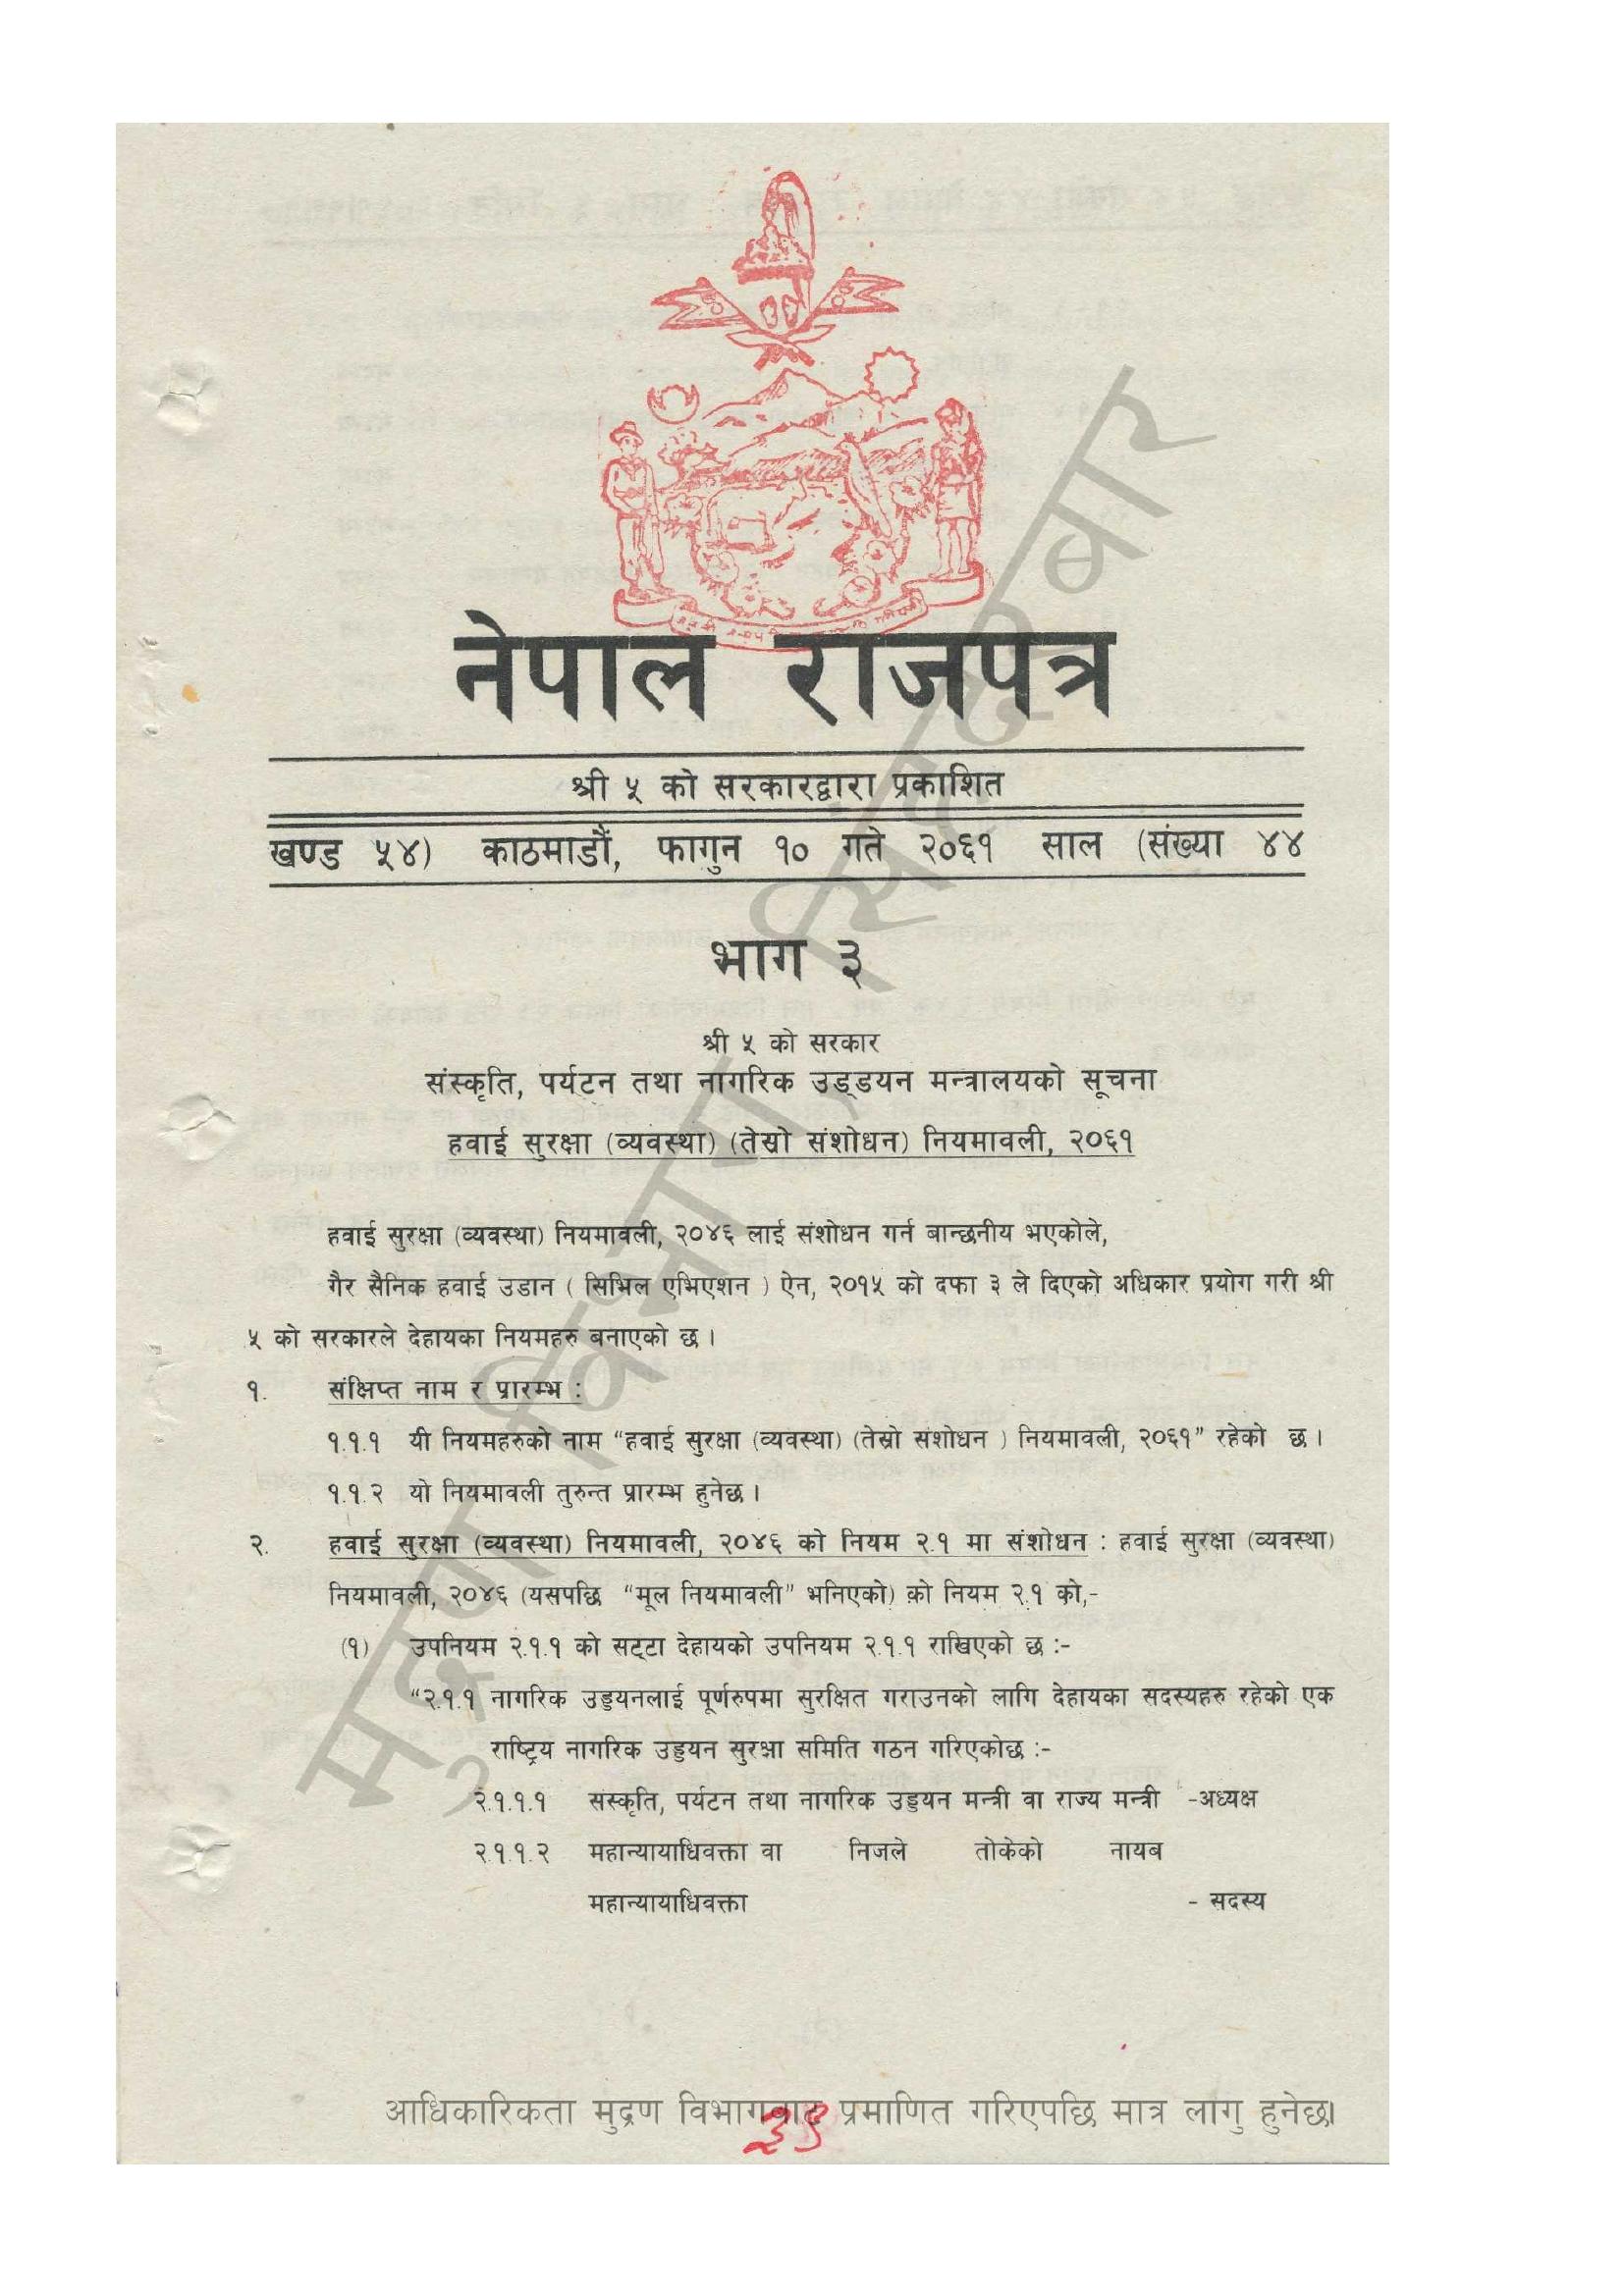 नेपाल राजपत्र
श्री ५ को सरकारद्वारा प्रकाशित
खण्ड ५४) काठमाडौं, फागुन १० गते २०६१ साल (संख्या ४४
भाग ३
श्री ५ को सरकार
संस्कृति, पर्यटन तथा नागरिक उड्डयन मन्त्रालयको सूचना
हवाई सुरक्षा (व्यवस्था) (तेस्रो संशोधन) नियमावली, २०६१
हवाई सुरक्षा (व्यवस्था) नियमावली, २०४६ लाई संशोधन गर्न बान्छनीय भएकोले,
गैर सैनिक हवाई उडान ( सिभिल एभिएशन ) ऐन, २०१५ को दफा ३ ले दिएको अधिकार प्रयोग गरी श्री
५ को सरकारले देहायका नियमहरु बनाएको छ ।
१. संक्षिप्त नाम र प्रारम्भ :
१.१.१ यी नियमहरुको नाम “हवाई सुरक्षा (व्यवस्था) (तेस्रो संशोधन ) नियमावली, २०६१” रहेको छ ।
१.१.२ यो नियमावली तुरुन्त प्रारम्भ हुनेछ ।
२. हवाई सुरक्षा (व्यवस्था) नियमावली, २०४६ को नियम २.१ मा संशोधन : हवाई सुरक्षा (व्यवस्था)
नियमावली, २०४६ (यसपछि “मूल नियमावली” भनिएको) को नियम २.१ को,-
(१) उपनियम २.१.१ को सट्टा देहायको उपनियम २.१.१ राखिएको छ :-
“२.१.१ नागरिक उड्डयनलाई पूर्णरुपमा सुरक्षित गराउनको लागि देहायका सदस्यहरु रहेको एक
राष्ट्रिय नागरिक उड्डयन सुरक्षा समिति गठन गरिएकोछ :-
२.१.१.१ संस्कृति, पर्यटन तथा नागरिक उड्डयन मन्त्री वा राज्य मन्त्री -अध्यक्ष
२.१.१.२ महान्यायाधिवक्ता वा निजले तोकेको नायब
महान्यायाधिवक्ता - सदस्य
मुद्रण विभाग, सिंहदरबार
आधिकारिकता मुद्रण विभागबाट प्रमाणित गरिएपछि मात्र लागु हुनेछ।